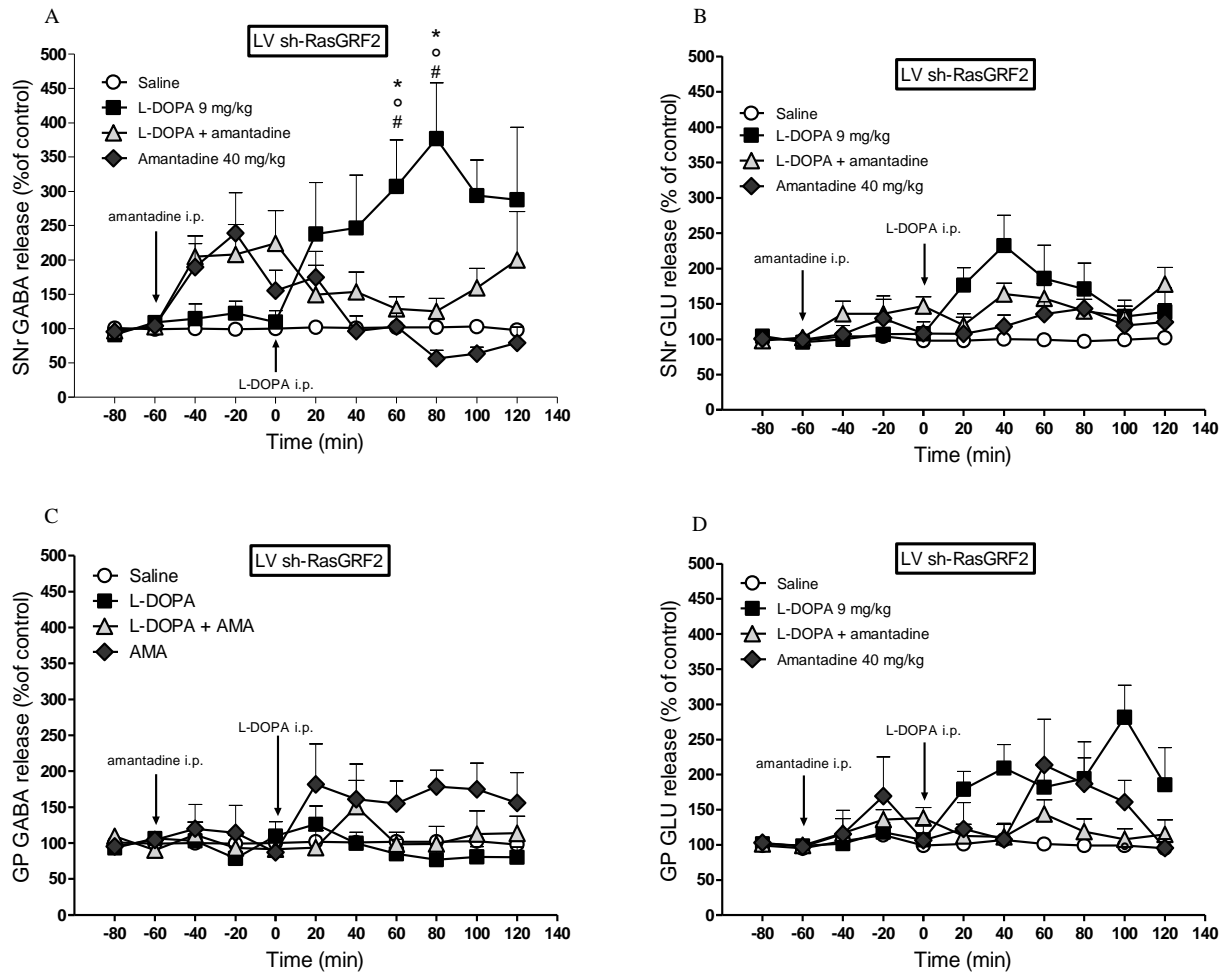 A
LV sh-RasGRF2
SNr GABA release (%of control)
500
450
400
350
300
250
200
150
100
50
0
Saline
L-DOPA 9 mg/kg
L-DOPA + amantadine
Amantadine 40 mg/kg
*
°
#
*
°
#
amantadine i.p.
L-DOPA i.p.
-80 -60 -40 -20 0 20 40 60 80 100 120 140
Time (min)
B
LV sh-RasGRF2
SNr GLU release (% of control)
500
450
400
350
300
250
200
150
100
50
0
Saline
L-DOPA 9 mg/kg
L-DOPA + amantadine
Amantadine 40 mg/kg
L-DOPA i.p.
amantadine i.p.
-80 -60 -40 -20 0 20 40 60 80 100 120 140
Time (min)
C
LV sh-RasGRF2
GP GABA release (%of control)
500
450
400
350
300
250
200
150
100
50
0
Saline
L-DOPA
L-DOPA + AMA
AMA
L-DOPA i.p.
amantadine i.p.
-80 -60 -40 -20 0 20 40 60 80 100 120 140
Time (min)
D
LV sh-RasGRF2
GP GLU release (% of control)
500
450
400
350
300
250
200
150
100
50
0
Saline
L-DOPA 9 mg/kg
L-DOPA + amantadine
Amantadine 40 mg/kg
L-DOPA i.p.
amantadine i.p.
-80 -60 -40 -20 0 20 40 60 80 100 120 140
Time (min)